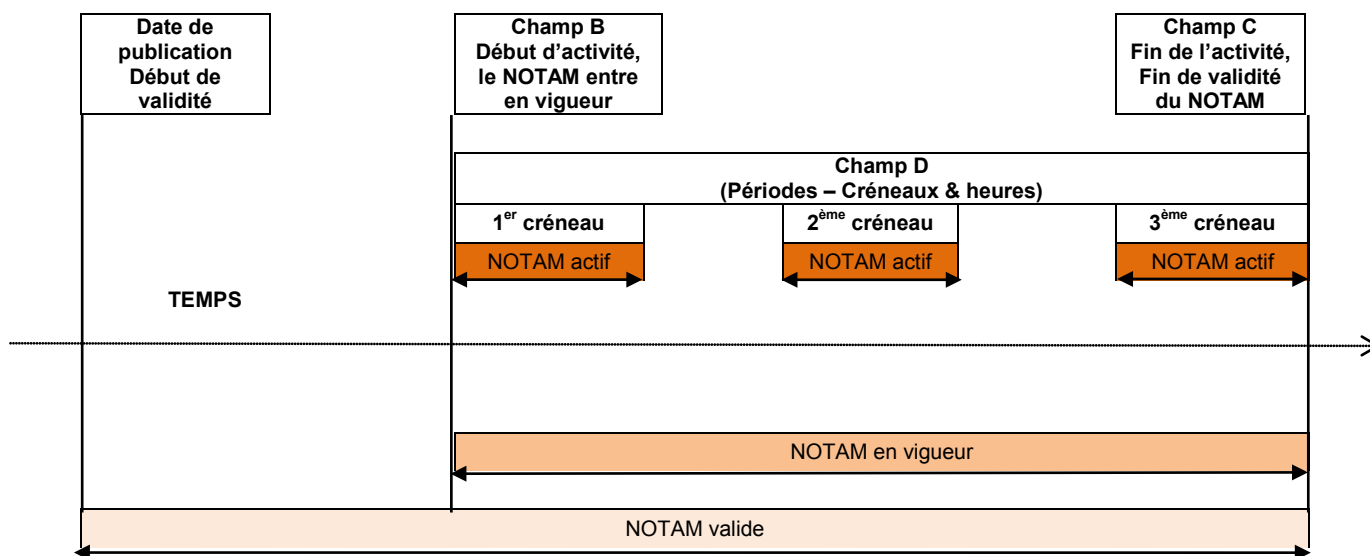 Date de
publication
Début de
validité
Champ B
Début d’activité,
le NOTAM entre
en vigueur
Champ C
Fin de l’activité,
Fin de validité
du NOTAM
Champ D
(Périodes – Créneaux & heures)
1er créneau
2ème créneau
3ème créneau
NOTAM actif
NOTAM actif
NOTAM actif
TEMPS
NOTAM en vigueur
NOTAM valide